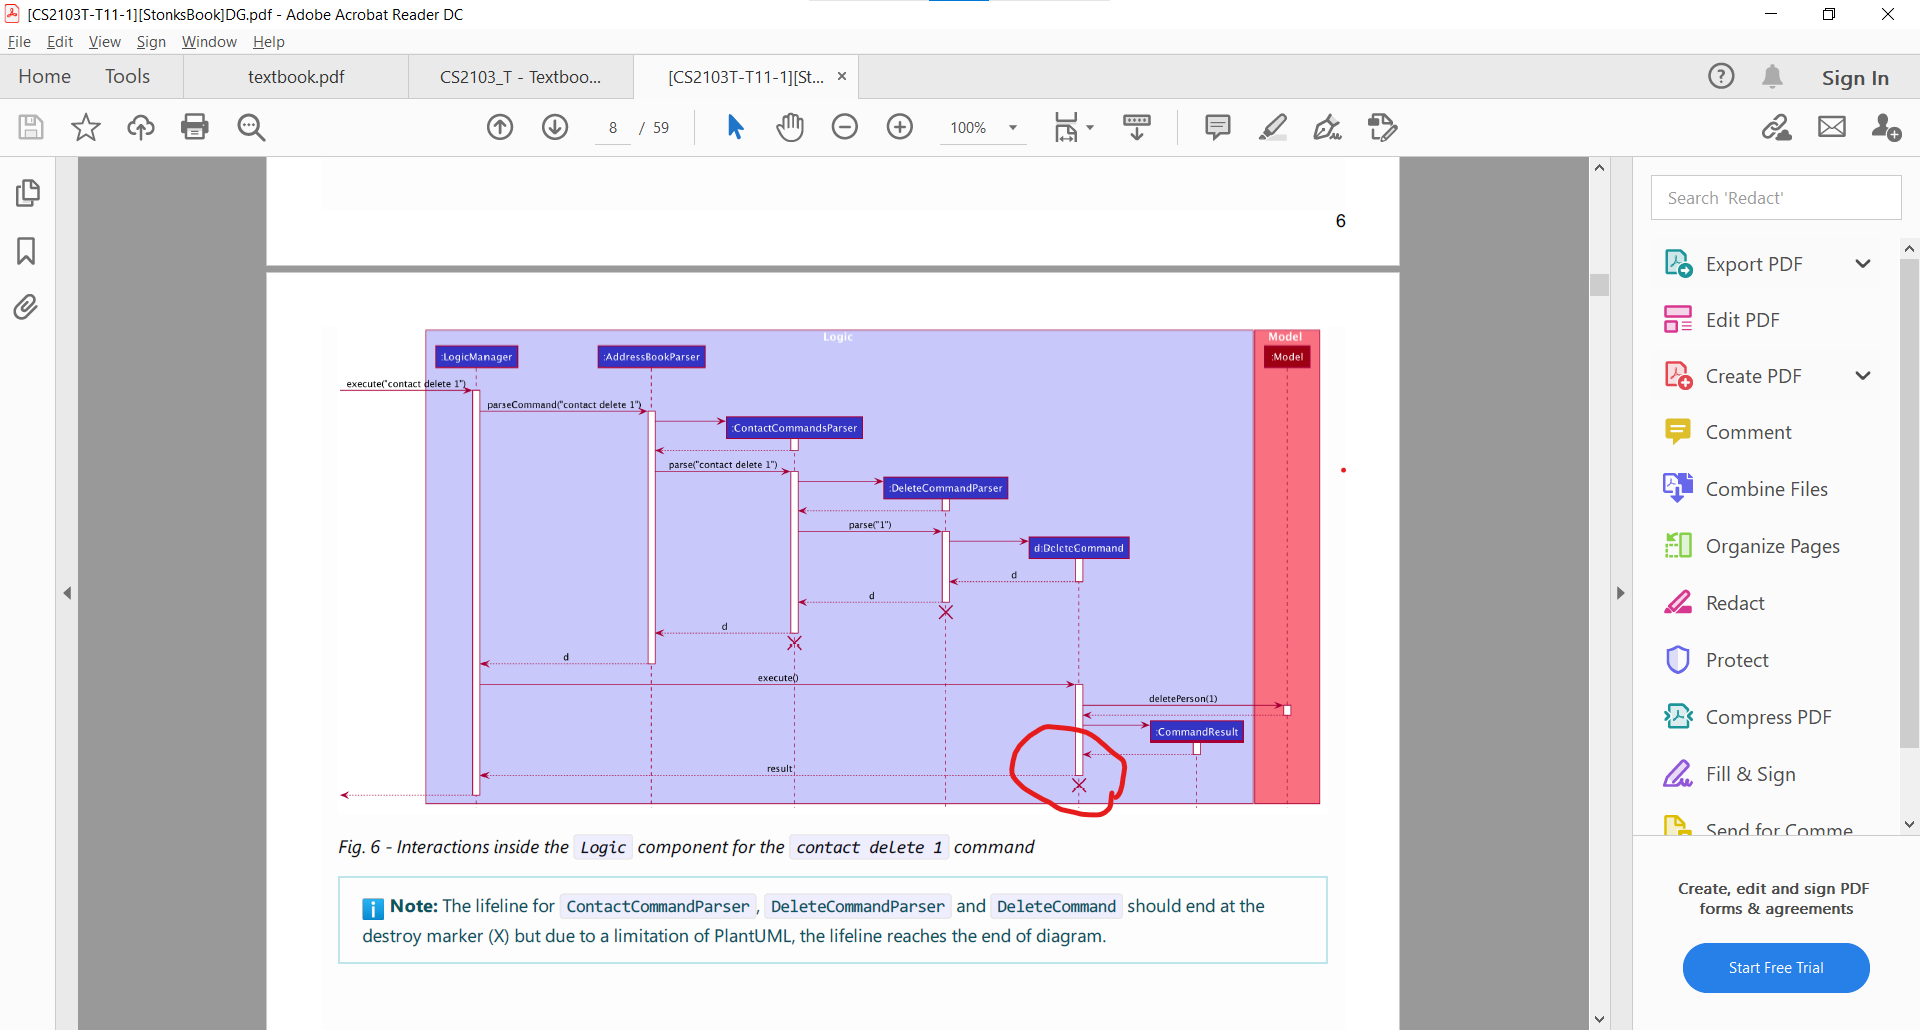 [CS2103T-T11-1][StonksBook]DG.pdf - Adobe Acrobat Reader DC
File Edit View Sign Window Help
Home Tools textbook.pdf CS2103_T - Textboo... [CS2103T-T11-1][St... × Sign In
8 / 59 100%
Search 'Redact'
6
Export PDF
Edit PDF
Create PDF
Comment
Combine Files
Organize Pages
Redact
Protect
Compress PDF
Fill & Sign
Send for Comme
Create, edit and sign PDF
forms & agreements
Start Free Trial
Logic Model
:LogicManager :AddressBookParser :Model
execute("contact delete 1")
parseCommand("contact delete 1")
:ContactCommandsParser
parse("contact delete 1")
:DeleteCommandParser
parse("1")
d:DeleteCommand
d
d
d
d
execute()
deletePerson(1)
:CommandResult
result
Fig. 6 - Interactions inside the Logic component for the contact delete 1 command
i Note: The lifeline for ContactCommandParser, DeleteCommandParser and DeleteCommand should end at the
destroy marker (X) but due to a limitation of PlantUML, the lifeline reaches the end of diagram.